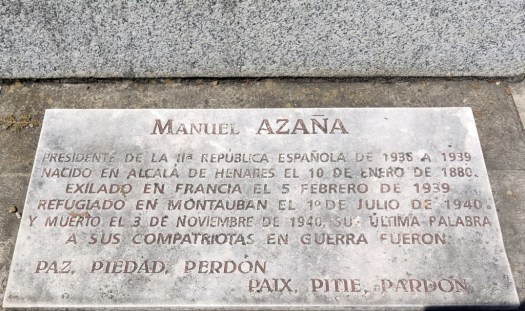 MANUEL AZAÑA
PRESIDENTE DE LA IIª REPÚBLICA ESPAÑOLA DE 1936 A 1939
NACIDO EN ALCALÁ DE HENARES EL 10 DE ENERO DE 1880.
EXILADO EN FRANCIA EL 5 FEBRERO DE 1939
REFUGIADO EN MONTAUBAN EL 1º DE JULIO DE 1940
Y MUERTO EL 3 DE NOVIEMBRE DE 1940, SU ÚLTIMA PALABRA
A SUS COMPATRIOTAS EN GUERRA FUERON:
PAZ, PIEDAD, PERDÓN
PAIX, PITIE, PARDON